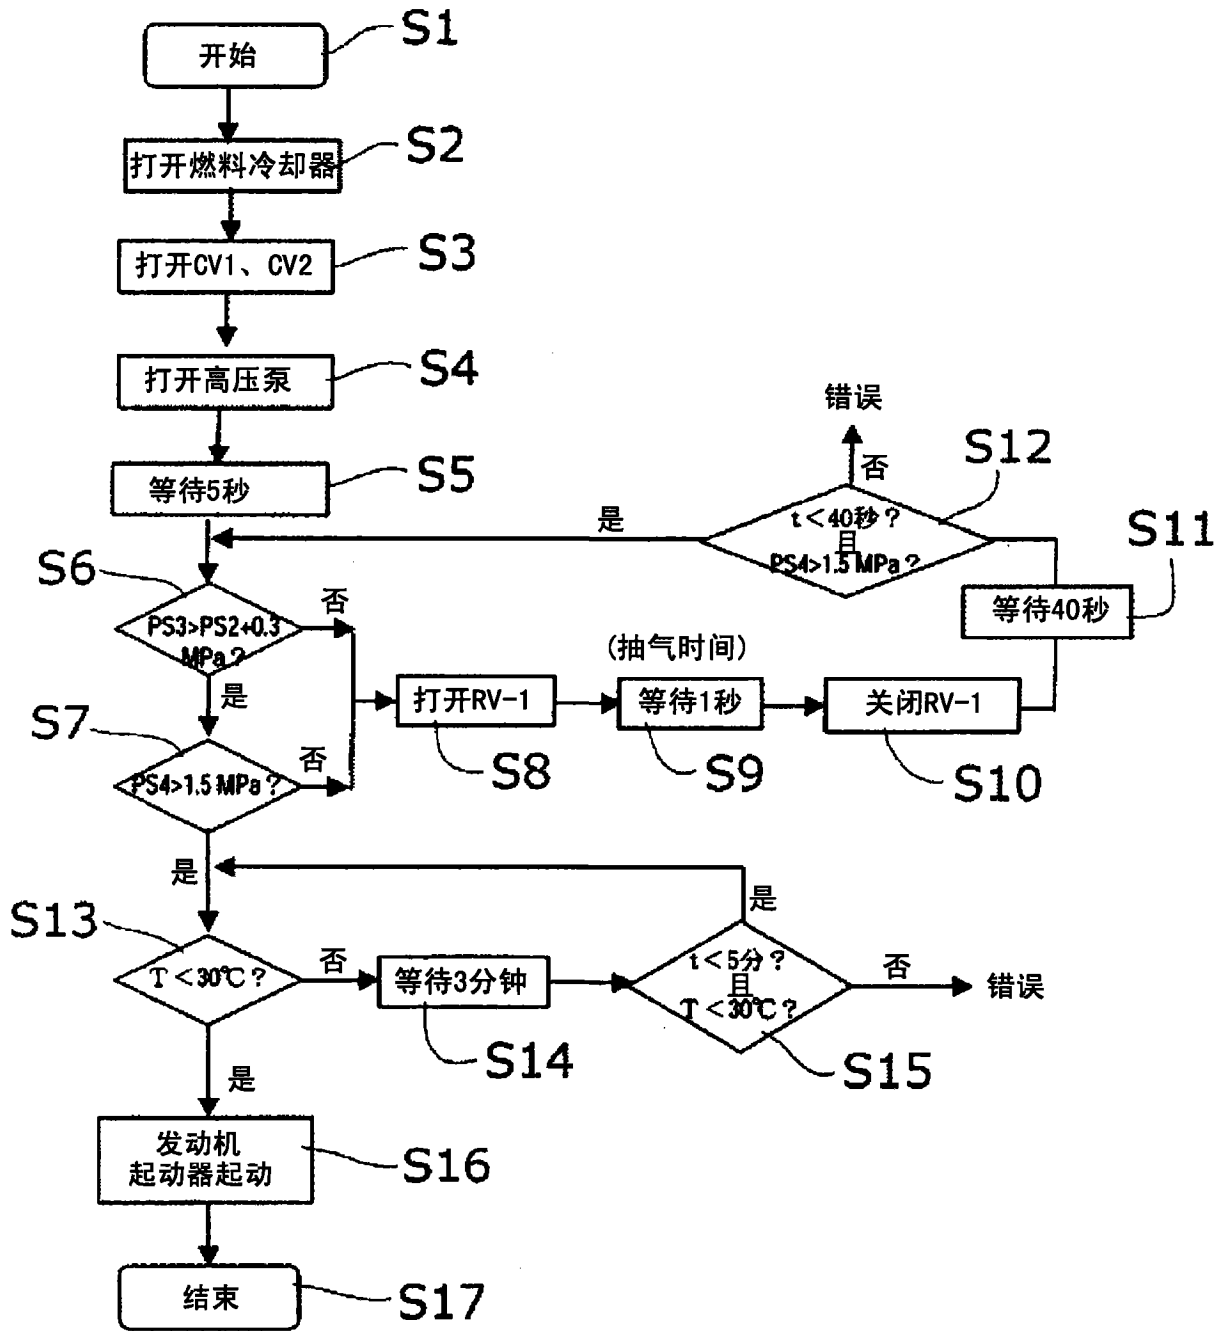 开始
S1
打开燃料冷却器
S2
打开CV1、CV2
S3
打开高压泵
S4
等待5秒
S5
S6
PS3>PS2+0.3
MPa?
否
是
S7
PS4>1.5 MPa?
否
是
打开RV-1
S8
(抽气时间)
等待1秒
S9
关闭RV-1
S10
等待40秒
S11
t<40秒?
且
PS4>1.5 MPa?
S12
否
错误
是
S13
T<30℃?
否
是
等待3分钟
S14
t<5分?
且
T<30℃?
S15
是
否
错误
发动机
起动器起动
S16
结束
S17